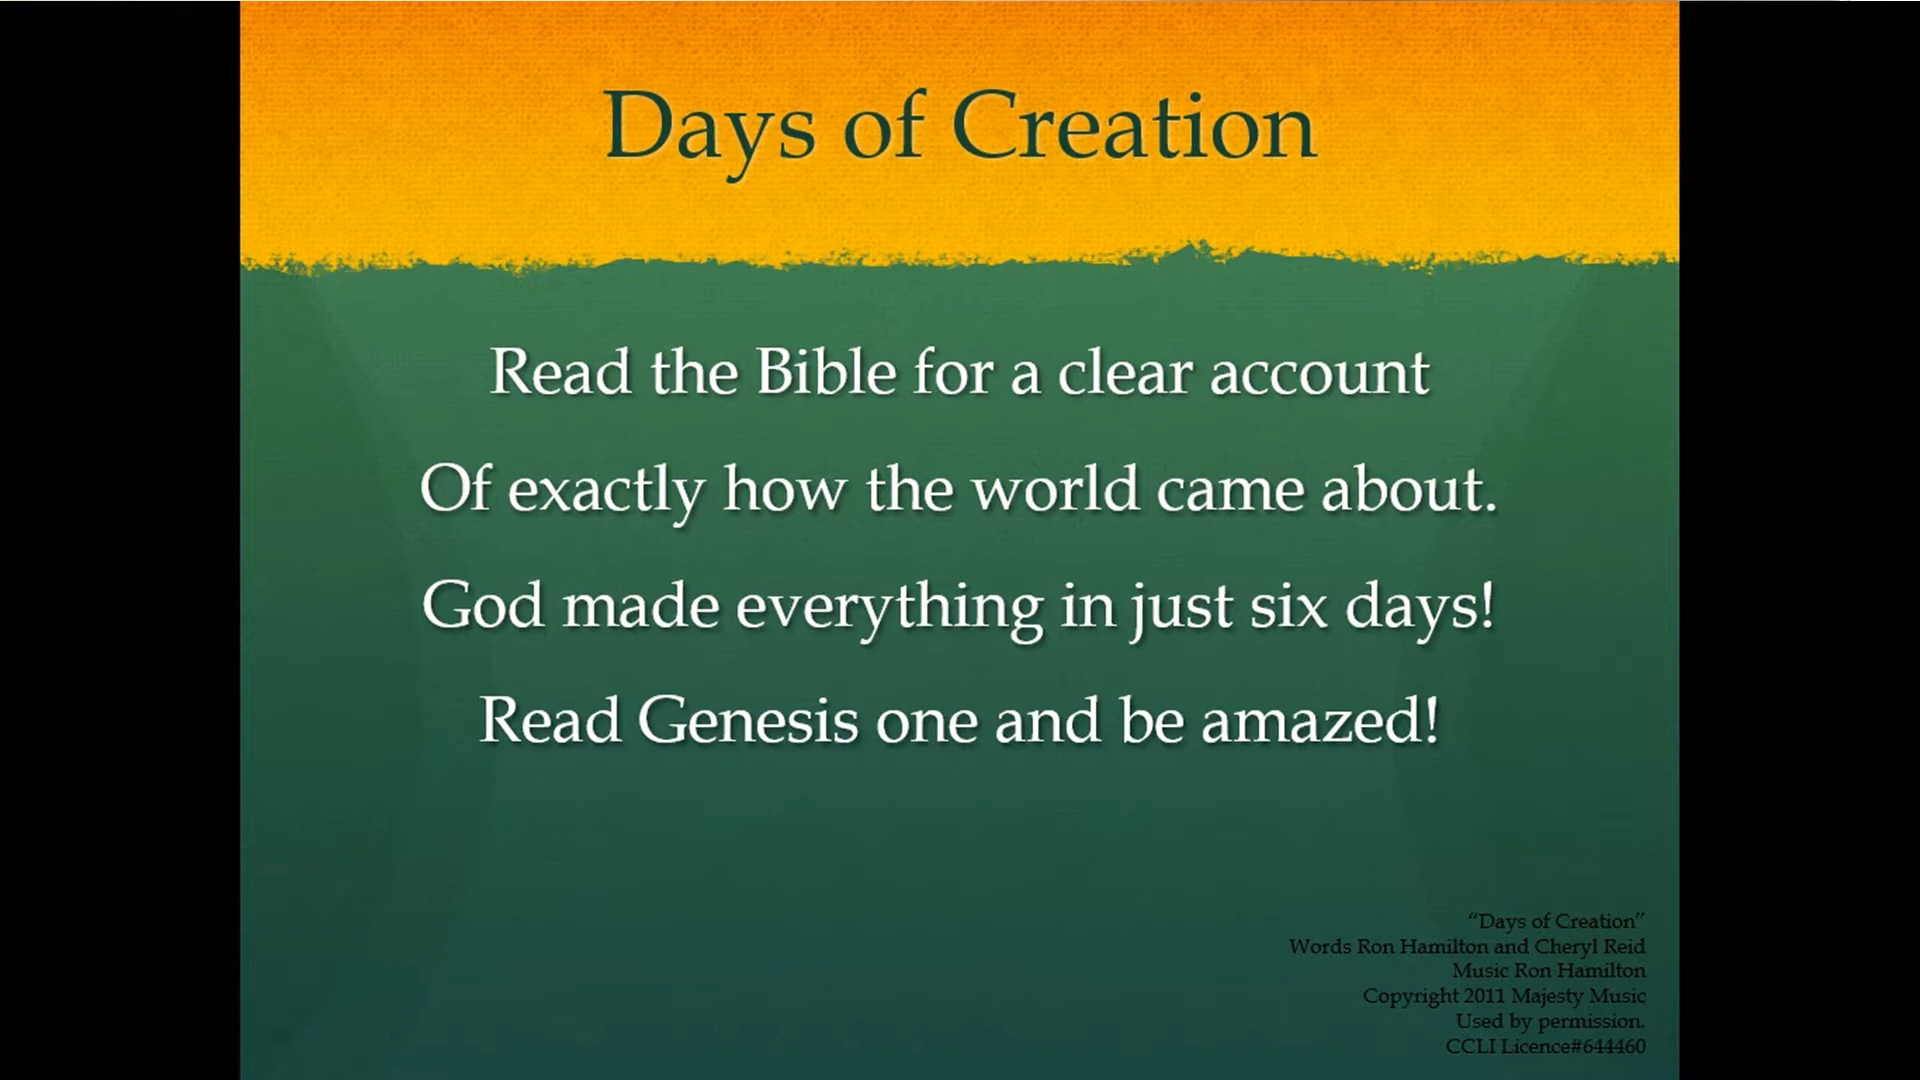 Days of Creation
Read the Bible for a clear account
Of exactly how the world came about.
God made everything in just six days!
Read Genesis one and be amazed!
“Days of Creation”
Words Ron Hamilton and Cheryl Reid
Music Ron Hamilton
Copyright 2011 Majesty Music
Used by permission.
CCLI Licence#644460